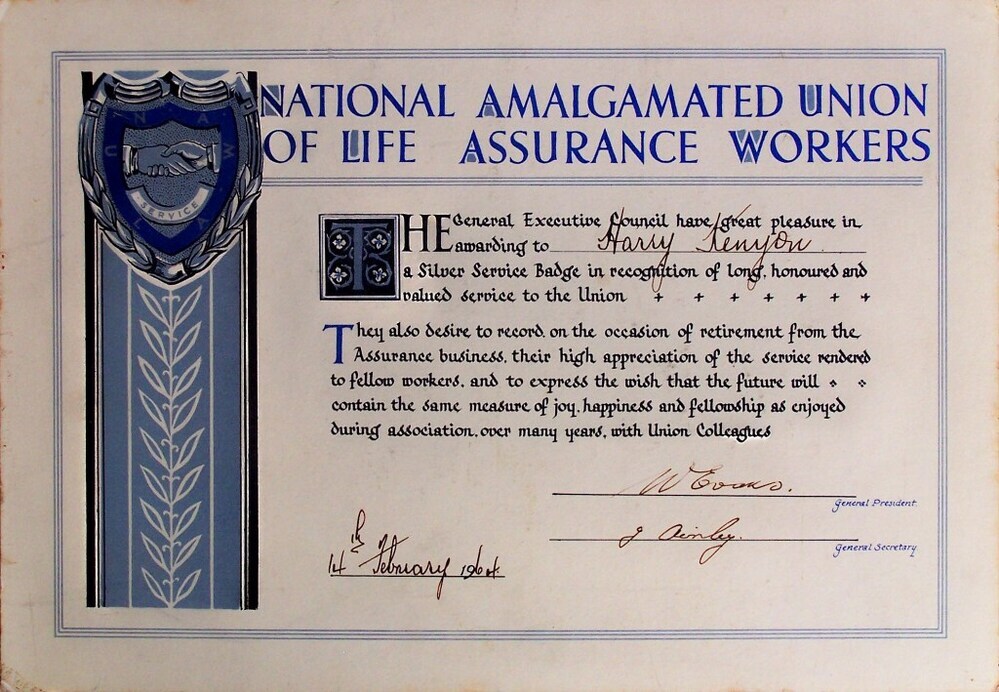 N A
U W
SERVICE
L A
NATIONAL AMALGAMATED UNION
OF LIFE ASSURANCE WORKERS
THE General Executive Council have great pleasure in
awarding to Harry Kenyon
a Silver Service Badge in recognition of long, honoured and
valued service to the Union + + + + + + +
They also desire to record, on the occasion of retirement from the
Assurance business, their high appreciation of the service rendered
to fellow workers, and to express the wish that the future will
contain the same measure of joy, happiness and fellowship as enjoyed
during association, over many years, with Union Colleagues
W Evans.
General President.
J Ainley.
General Secretary.
14th February 1964